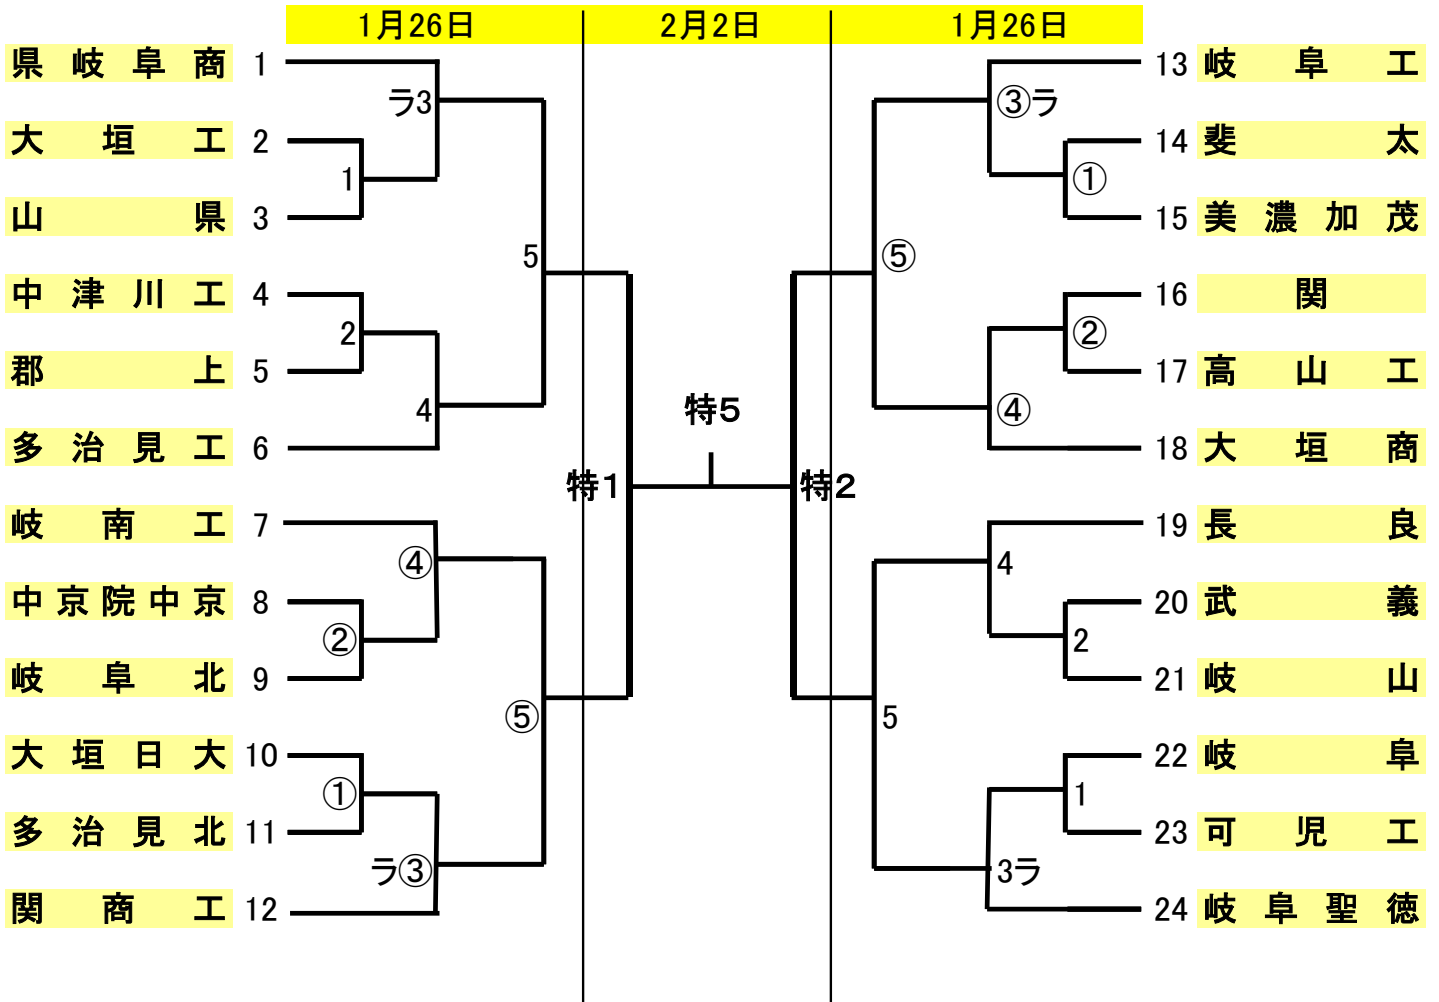 1月26日 2月2日 1月26日
県岐阜商 1 13 岐阜工
ラ3 ③ラ
大垣工 2 14 斐太
1 ①
山県 3 15 美濃加茂
5 ⑤
中津川工 4 16 関
2 ②
郡上 5 17 高山工
4 特5 ④
多治見工 6 18 大垣商
特1 特2
岐南工 7 19 長良
④ 4
中京院中京 8 20 武義
② 2
岐阜北 9 21 岐山
⑤ 5
大垣日大 10 22 岐阜
① 1
多治見北 11 23 可児工
ラ③ 3ラ
関商工 12 24 岐阜聖徳